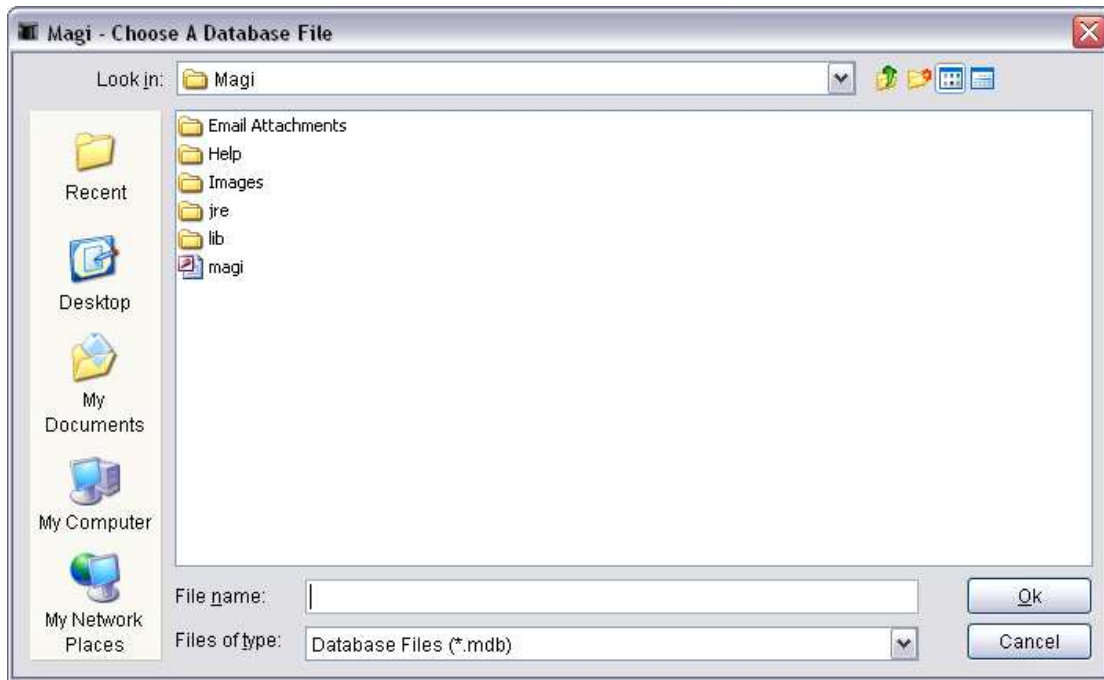 Magi - Choose A Database File
Look in: Magi
Recent
Desktop
My
Documents
My Computer
My Network
Places
Email Attachments
Help
Images
jre
lib
magi
File name:
Ok
Files of type: Database Files (*.mdb)
Cancel